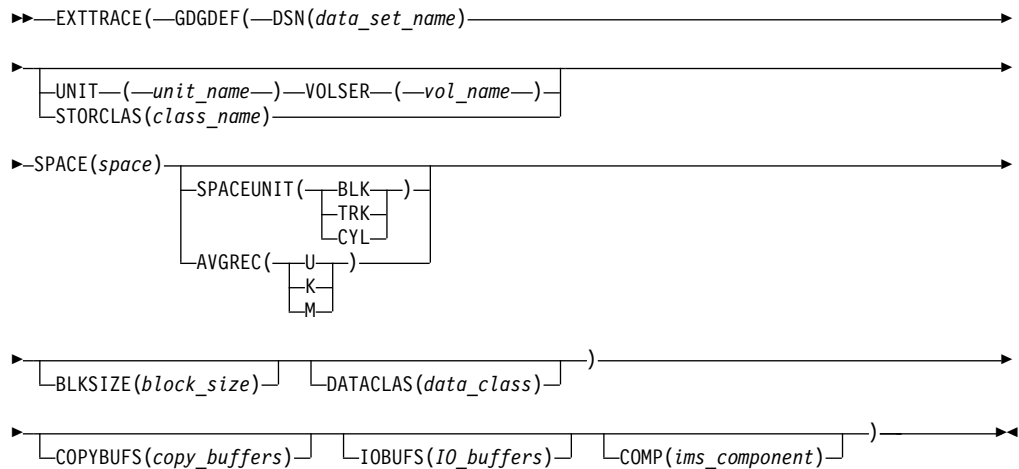 EXTTRACE( GDGDEF( DSN(data_set_name)
UNIT ( unit_name ) VOLSER ( vol_name )
STORCLAS(class_name)
SPACE(space)
SPACEUNIT( BLK )
TRK
CYL
AVGREC( U )
K
M
)
BLKSIZE(block_size) DATACLAS(data_class)
)
COPYBUFS(copy_buffers) IOBUFS(IO_buffers) COMP(ims_component)